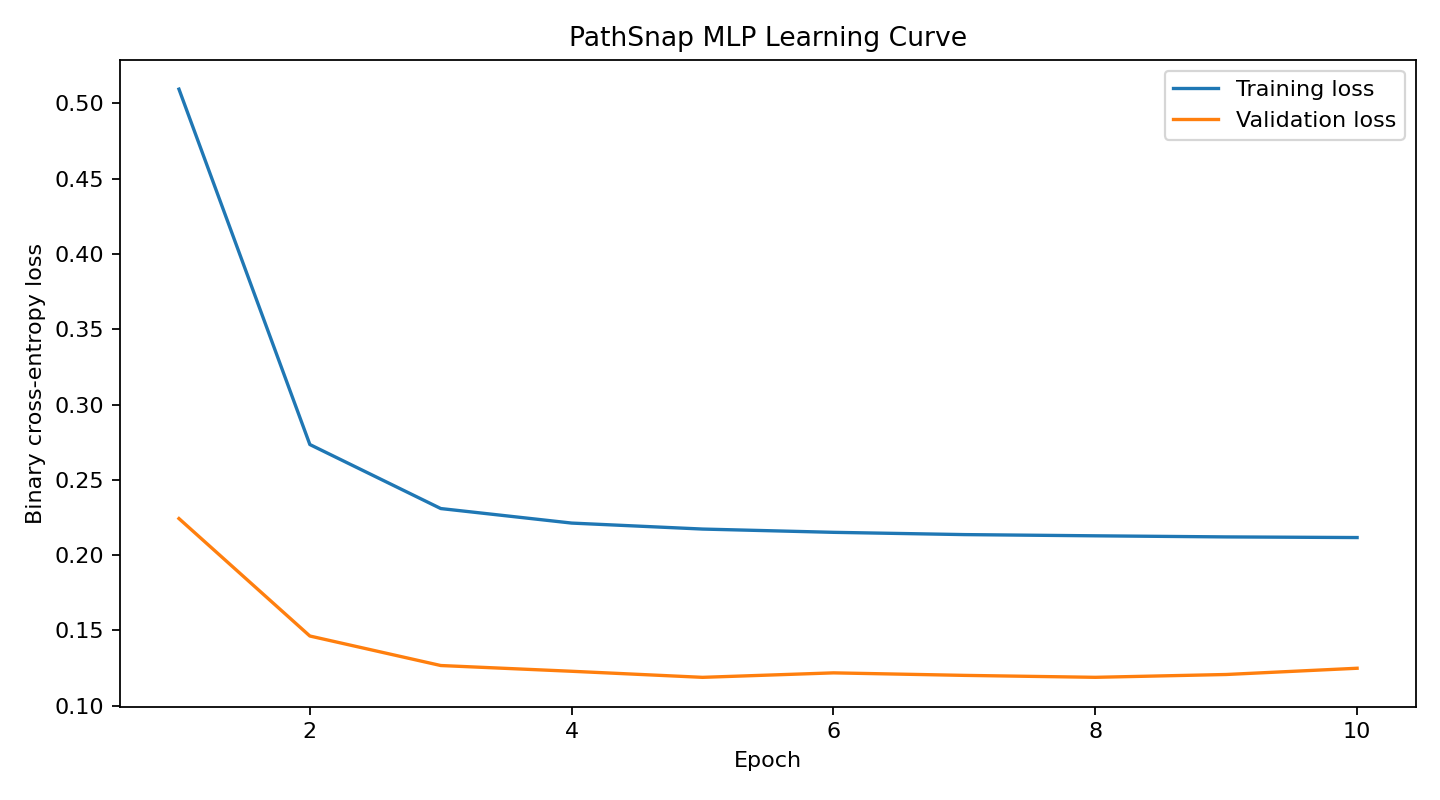 PathSnap MLP Learning Curve
Training loss
Validation loss
Binary cross-entropy loss
0.50
0.45
0.40
0.35
0.30
0.25
0.20
0.15
0.10
2 4 6 8 10
Epoch